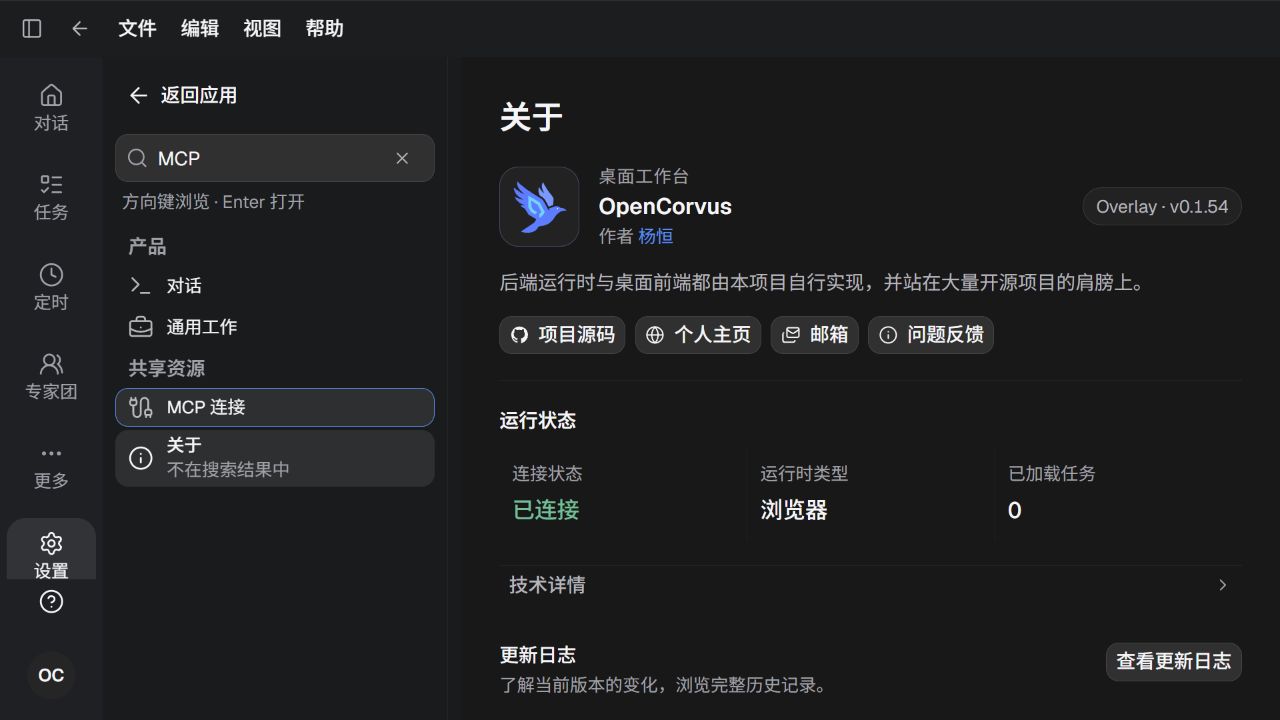 文件 编辑 视图 帮助
对话
任务
定时
专家团
更多
设置
OC
返回应用
MCP
方向键浏览 · Enter 打开
产品
对话
通用工作
共享资源
MCP 连接
关于
不在搜索结果中
关于
桌面工作台
OpenCorvus
作者 杨恒
Overlay · v0.1.54
后端运行时与桌面前端都由本项目自行实现，并站在大量开源项目的肩膀上。
项目源码 个人主页 邮箱 问题反馈
运行状态
连接状态 运行时类型 已加载任务
已连接 浏览器 0
技术详情
更新日志
了解当前版本的变化，浏览完整历史记录。
查看更新日志